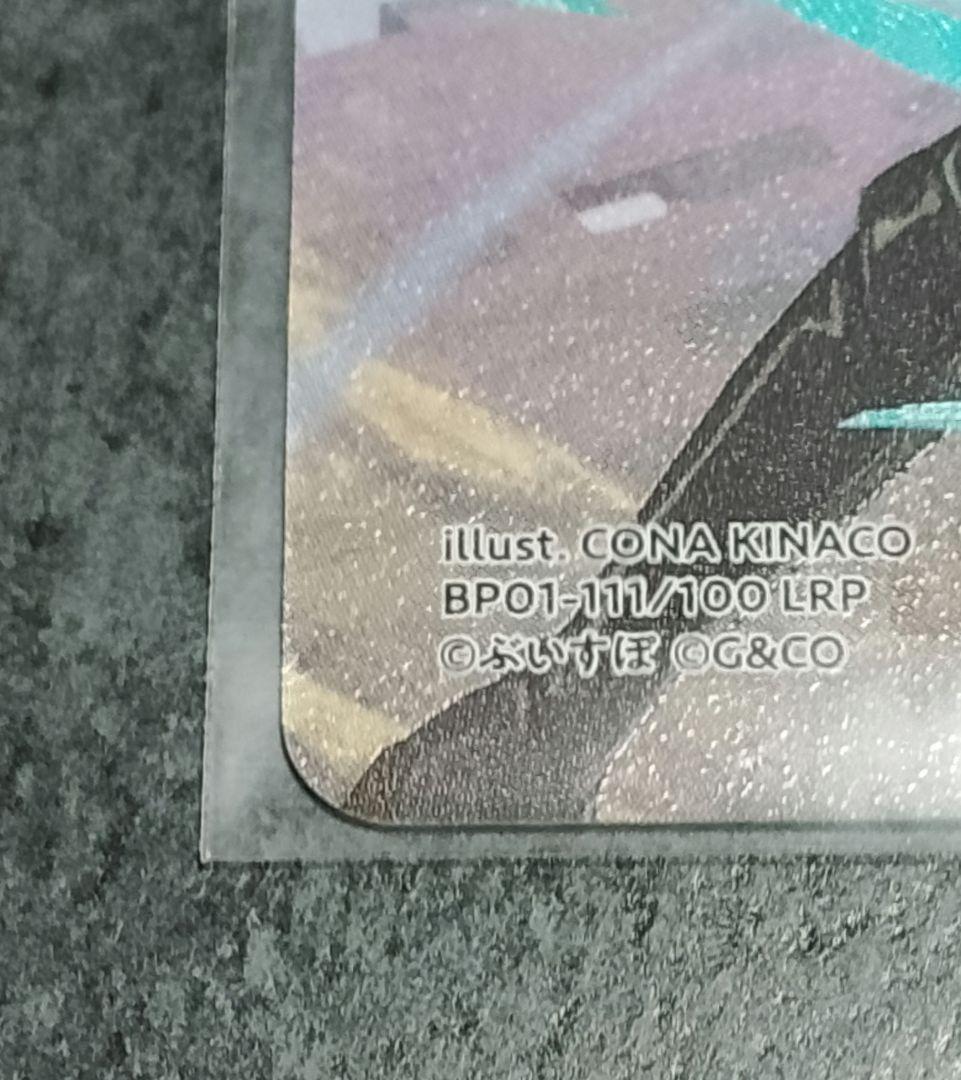 illust. CONA KINACO
BP01-111/100 LRP
©ぶいすぽ ©G&CO